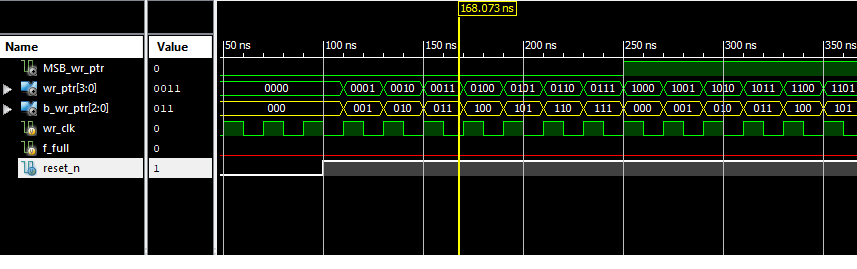 168.073 ns
Name Value 50 ns 100 ns 150 ns 200 ns 250 ns 300 ns 350 ns
MSB_wr_ptr 0
wr_ptr[3:0] 0011 0000 0001 0010 0011 0100 0101 0110 0111 1000 1001 1010 1011 1100 1101
b_wr_ptr[2:0] 011 000 001 010 011 100 101 110 111 000 001 010 011 100 101
wr_clk 0
f_full 0
reset_n 1